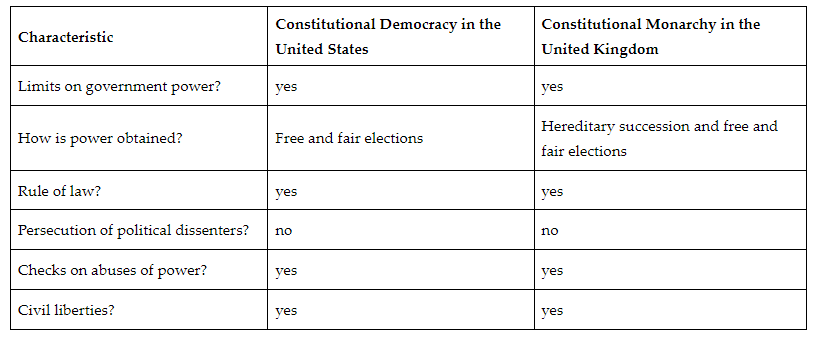 Characteristic
Constitutional Democracy in the
United States
Constitutional Monarchy in the
United Kingdom
Limits on government power?
yes
yes
How is power obtained?
Free and fair elections
Hereditary succession and free and
fair elections
Rule of law?
yes
yes
Persecution of political dissenters?
no
no
Checks on abuses of power?
yes
yes
Civil liberties?
yes
yes